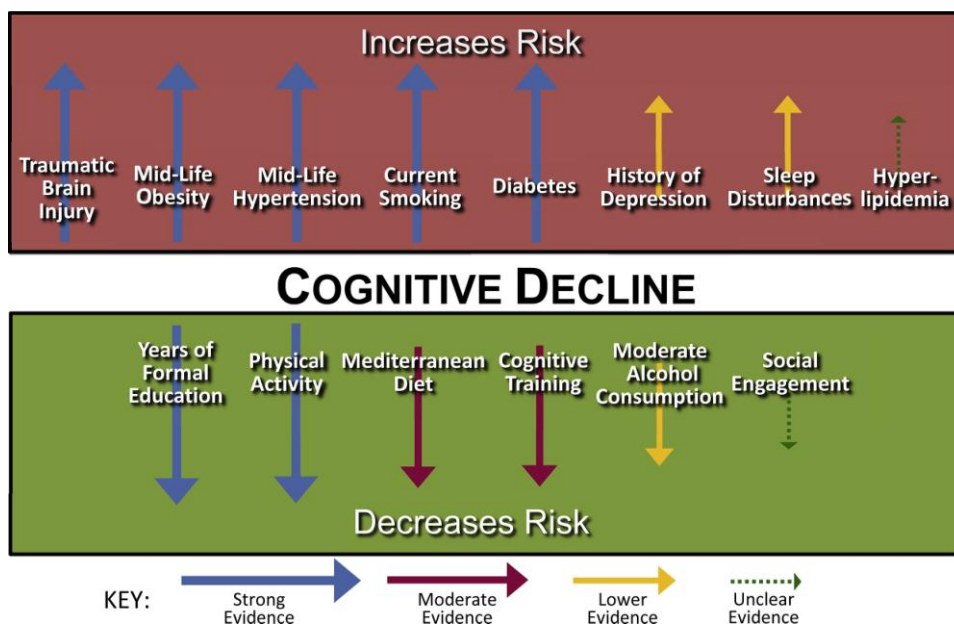 Increases Risk
Traumatic
Brain
Injury
Mid-Life
Obesity
Mid-Life
Hypertension
Current
Smoking
Diabetes
History of
Depression
Sleep
Disturbances
Hyper-
lipidemia
COGNITIVE DECLINE
Years of
Formal
Education
Physical
Activity
Mediterranean
Diet
Cognitive
Training
Moderate
Alcohol
Consumption
Social
Engagement
Decreases Risk
KEY:
Strong
Evidence
Moderate
Evidence
Lower
Evidence
Unclear
Evidence